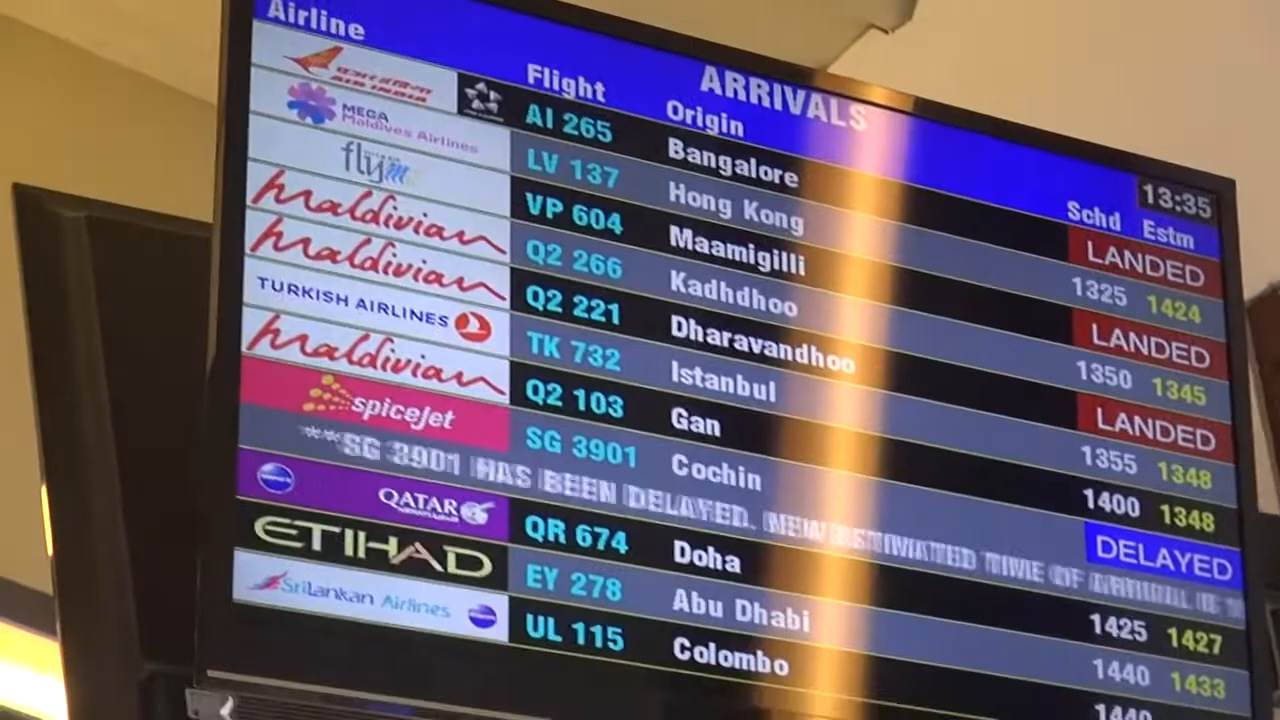 ARRIVALS 13:35
Airline Flight Origin Schd Estm
AIR INDIA AI 265 Bangalore LANDED
MEGA Maldives Airlines LV 137 Hong Kong 1325 1424
flyme VP 604 Maamigilli LANDED
Maldivian Q2 266 Kadhdhoo 1350 1345
Maldivian Q2 221 Dharavandhoo LANDED
TURKISH AIRLINES TK 732 Istanbul 1355 1348
Maldivian Q2 103 Gan 1400 1348
spiceJet SG 3901 Cochin DELAYED
**SG 3901 HAS BEEN DELAYED. NEW ESTIMATED TIME OF ARRIVAL IS
QATAR QR 674 Doha 1425 1427
ETIHAD EY 278 Abu Dhabi 1440 1433
SriLankan Airlines UL 115 Colombo 1440